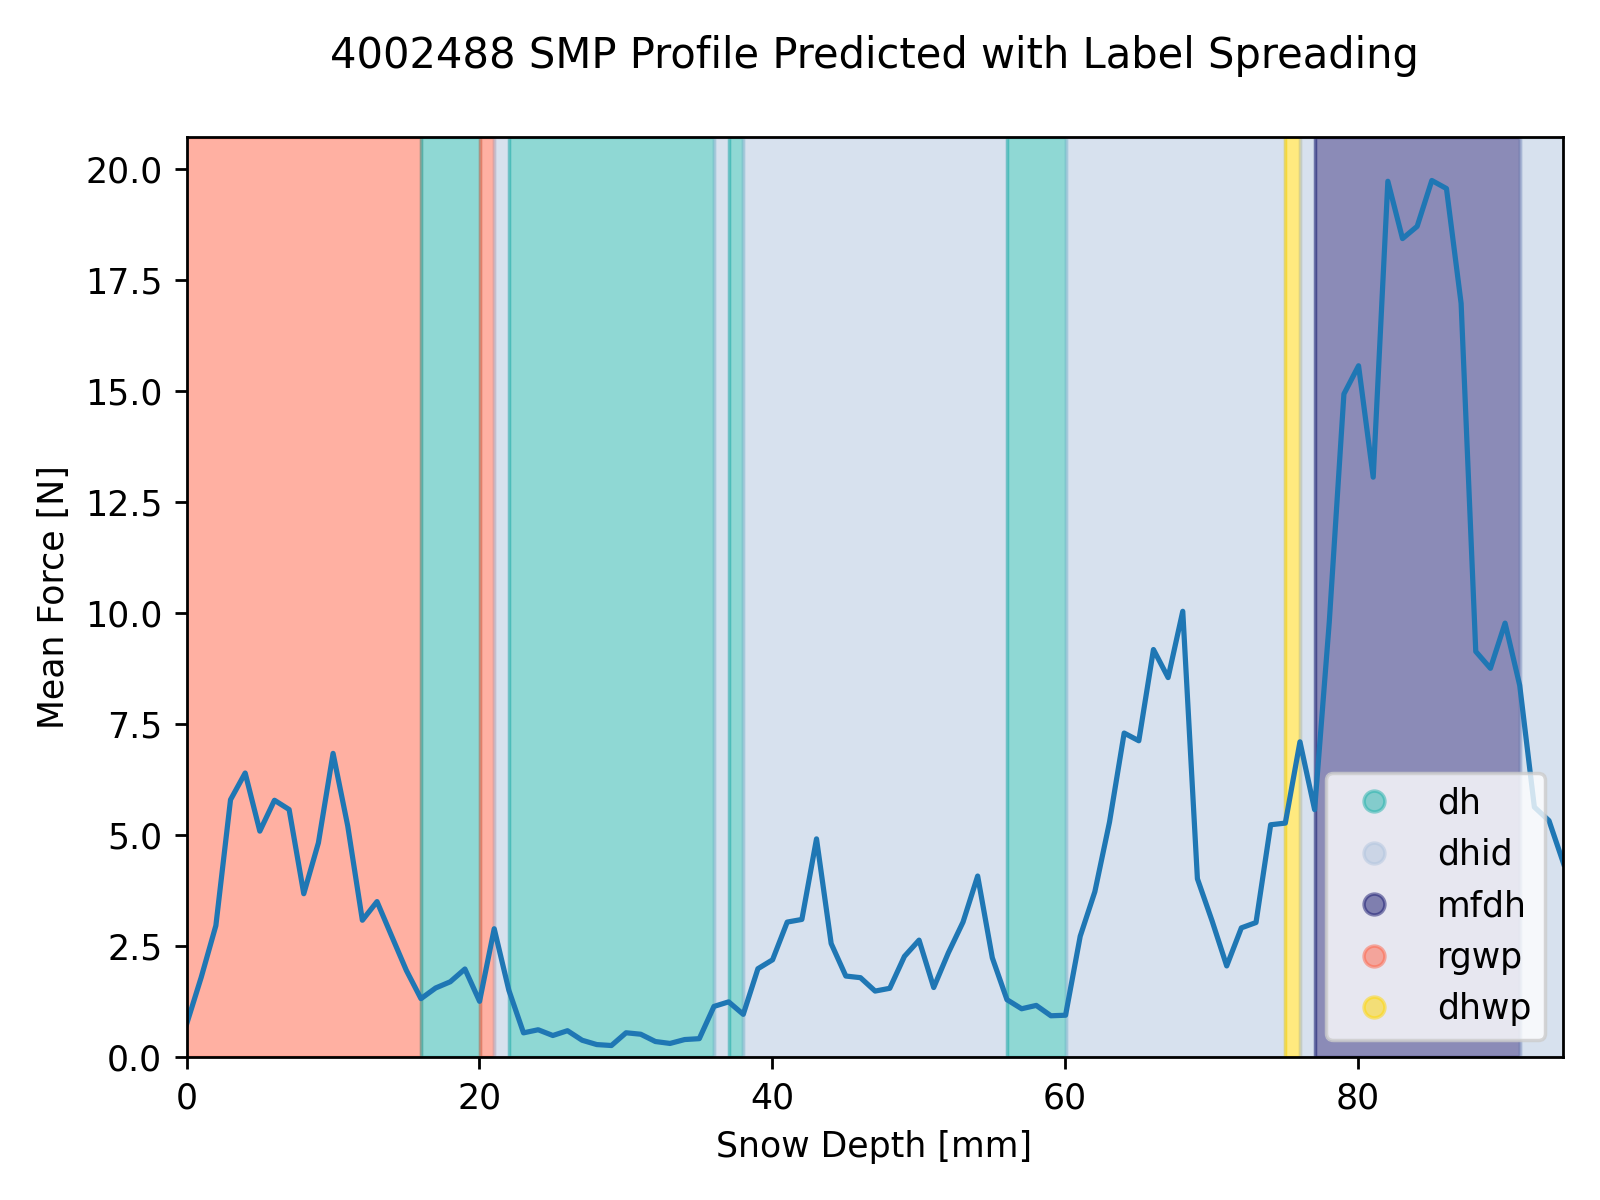 4002488 SMP Profile Predicted with Label Spreading
Mean Force [N]
20.0
17.5
15.0
12.5
10.0
7.5
5.0
2.5
0.0
0 20 40 60 80
Snow Depth [mm]
dh
dhid
mfdh
rgwp
dhwp